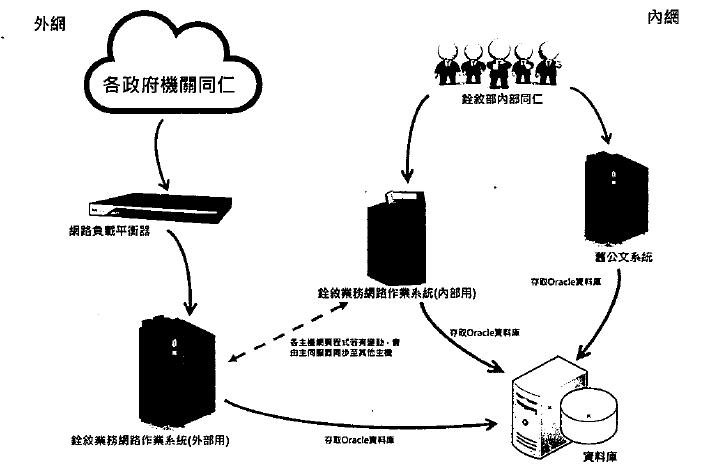 外網
內網
各政府機關同仁
銓敘部內部同仁
網路負載平衡器
舊公文系統
銓敘業務網路作業系統(內部用)
存取Oracle資料庫
存取Oracle資料庫
各主機網頁程式若有變動，會
由主伺服器同步至其他主機
銓敘業務網路作業系統(外部用)
存取Oracle資料庫
資料庫